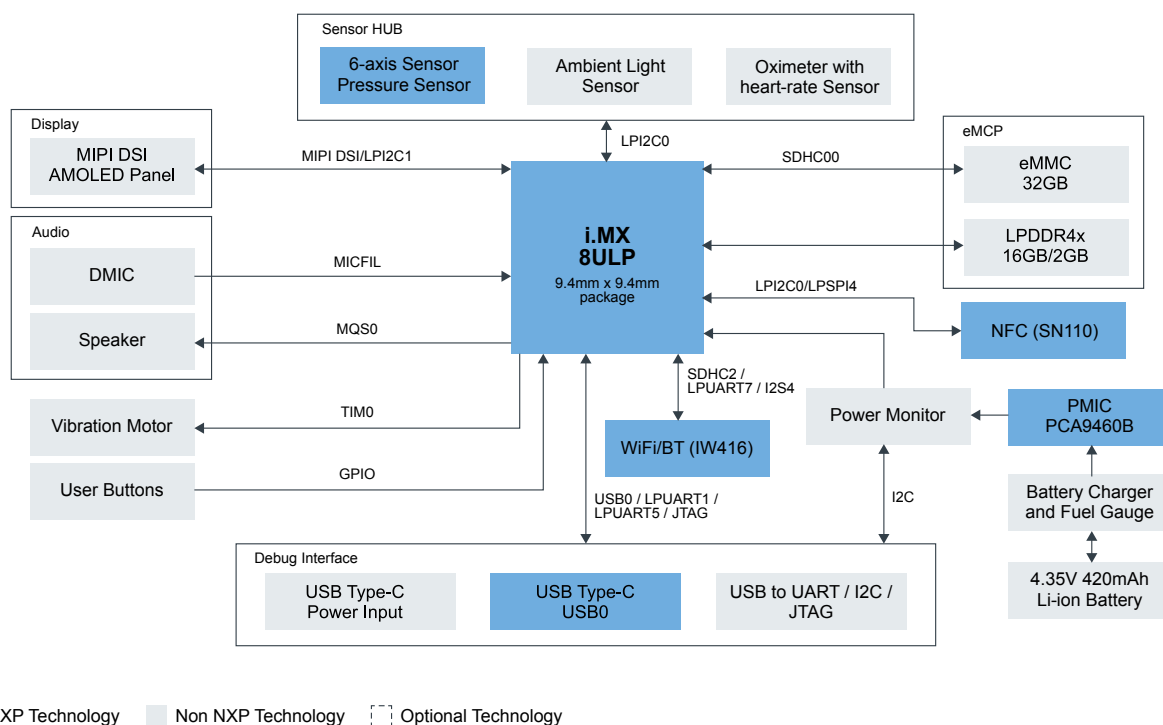 Sensor HUB
6-axis Sensor
Pressure Sensor
Ambient Light
Sensor
Oximeter with
heart-rate Sensor
LPI2C0
Display
MIPI DSI
AMOLED Panel
MIPI DSI/LPI2C1
Audio
DMIC
MICFIL
Speaker
MQS0
i.MX
8ULP
9.4mm x 9.4mm
package
SDHC00
eMCP
eMMC
32GB
LPDDR4x
16GB/2GB
LPI2C0/LPSPI4
NFC (SN110)
Vibration Motor
TIM0
User Buttons
GPIO
SDHC2 /
LPUART7 / I2S4
WiFi/BT (IW416)
Power Monitor
PMIC
PCA9460B
Battery Charger
and Fuel Gauge
4.35V 420mAh
Li-ion Battery
USB0 / LPUART1 /
LPUART5 / JTAG
I2C
Debug Interface
USB Type-C
Power Input
USB Type-C
USB0
USB to UART / I2C /
JTAG
XP Technology
Non NXP Technology
Optional Technology